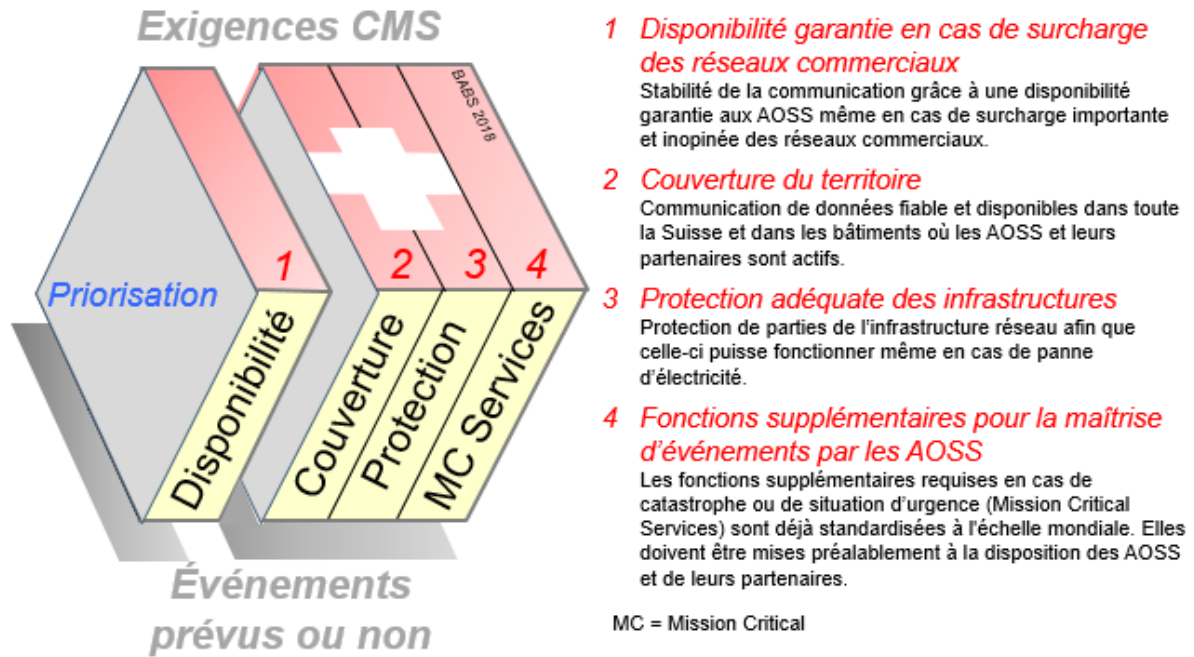 Exigences CMS
BABS 2018
1
2
3
4
Priorisation
Disponibilité
Couverture
Protection
MC Services
Événements
prévus ou non
1 Disponibilité garantie en cas de surcharge
des réseaux commerciaux
Stabilité de la communication grâce à une disponibilité
garantie aux AOSS même en cas de surcharge importante
et inopinée des réseaux commerciaux.
2 Couverture du territoire
Communication de données fiable et disponibles dans toute
la Suisse et dans les bâtiments où les AOSS et leurs
partenaires sont actifs.
3 Protection adéquate des infrastructures
Protection de parties de l'infrastructure réseau afin que
celle-ci puisse fonctionner même en cas de panne
d'électricité.
4 Fonctions supplémentaires pour la maîtrise
d'événements par les AOSS
Les fonctions supplémentaires requises en cas de
catastrophe ou de situation d'urgence (Mission Critical
Services) sont déjà standardisées à l'échelle mondiale. Elles
doivent être mises préalablement à la disposition des AOSS
et de leurs partenaires.
MC = Mission Critical